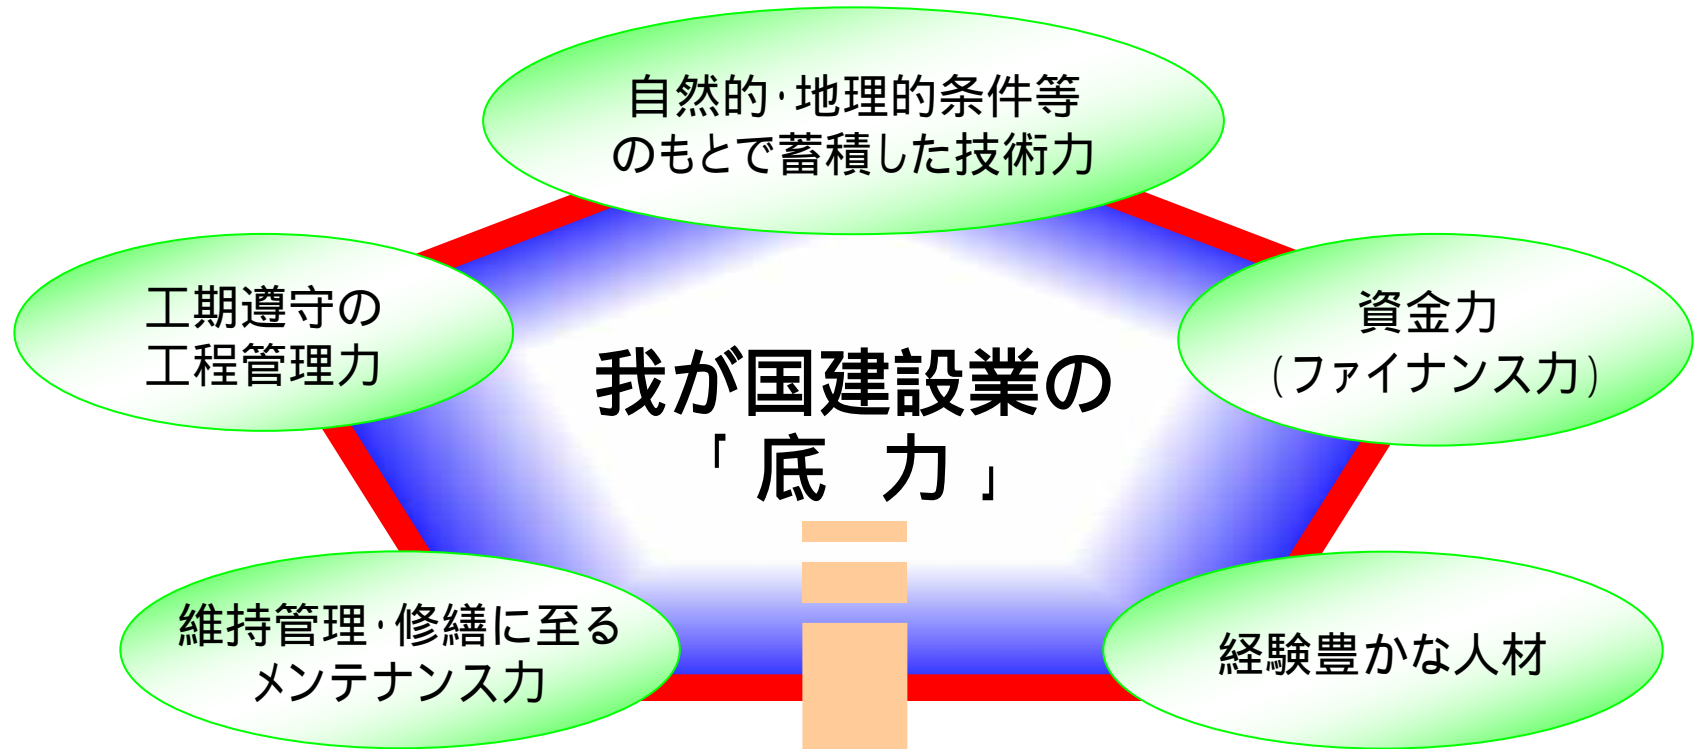 自然的・地理的条件等
のもとで蓄積した技術力
工期遵守の
工程管理力
資金力
(ファイナンス力)
我が国建設業の
「底　力」
維持管理・修繕に至る
メンテナンス力
経験豊かな人材